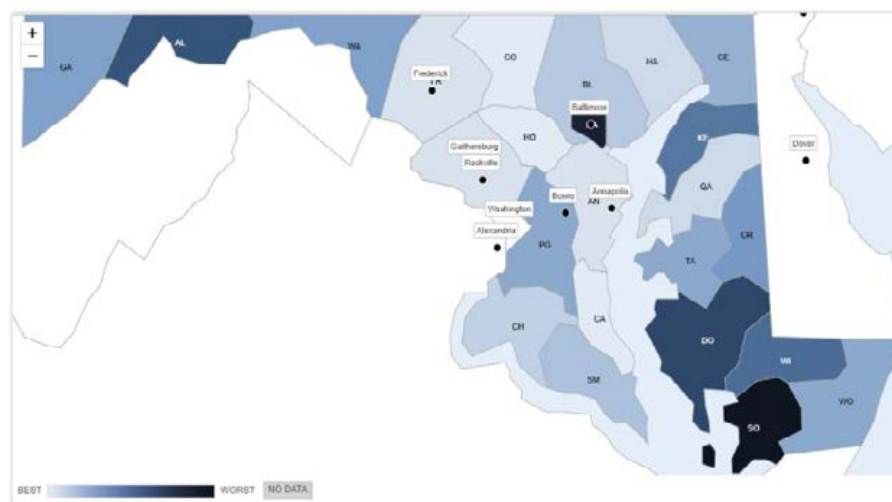 +
−
GA
AL
WA
Frederick
FR
CO
BL
HA
CE
Baltimore
HO
KE
Gaithersburg
Rockville
Dover
QA
Washington
Bowie
Annapolis
AN
Alexandria
PG
CR
TA
CH
CA
DO
WI
SM
WO
SO
BEST
WORST
NO DATA